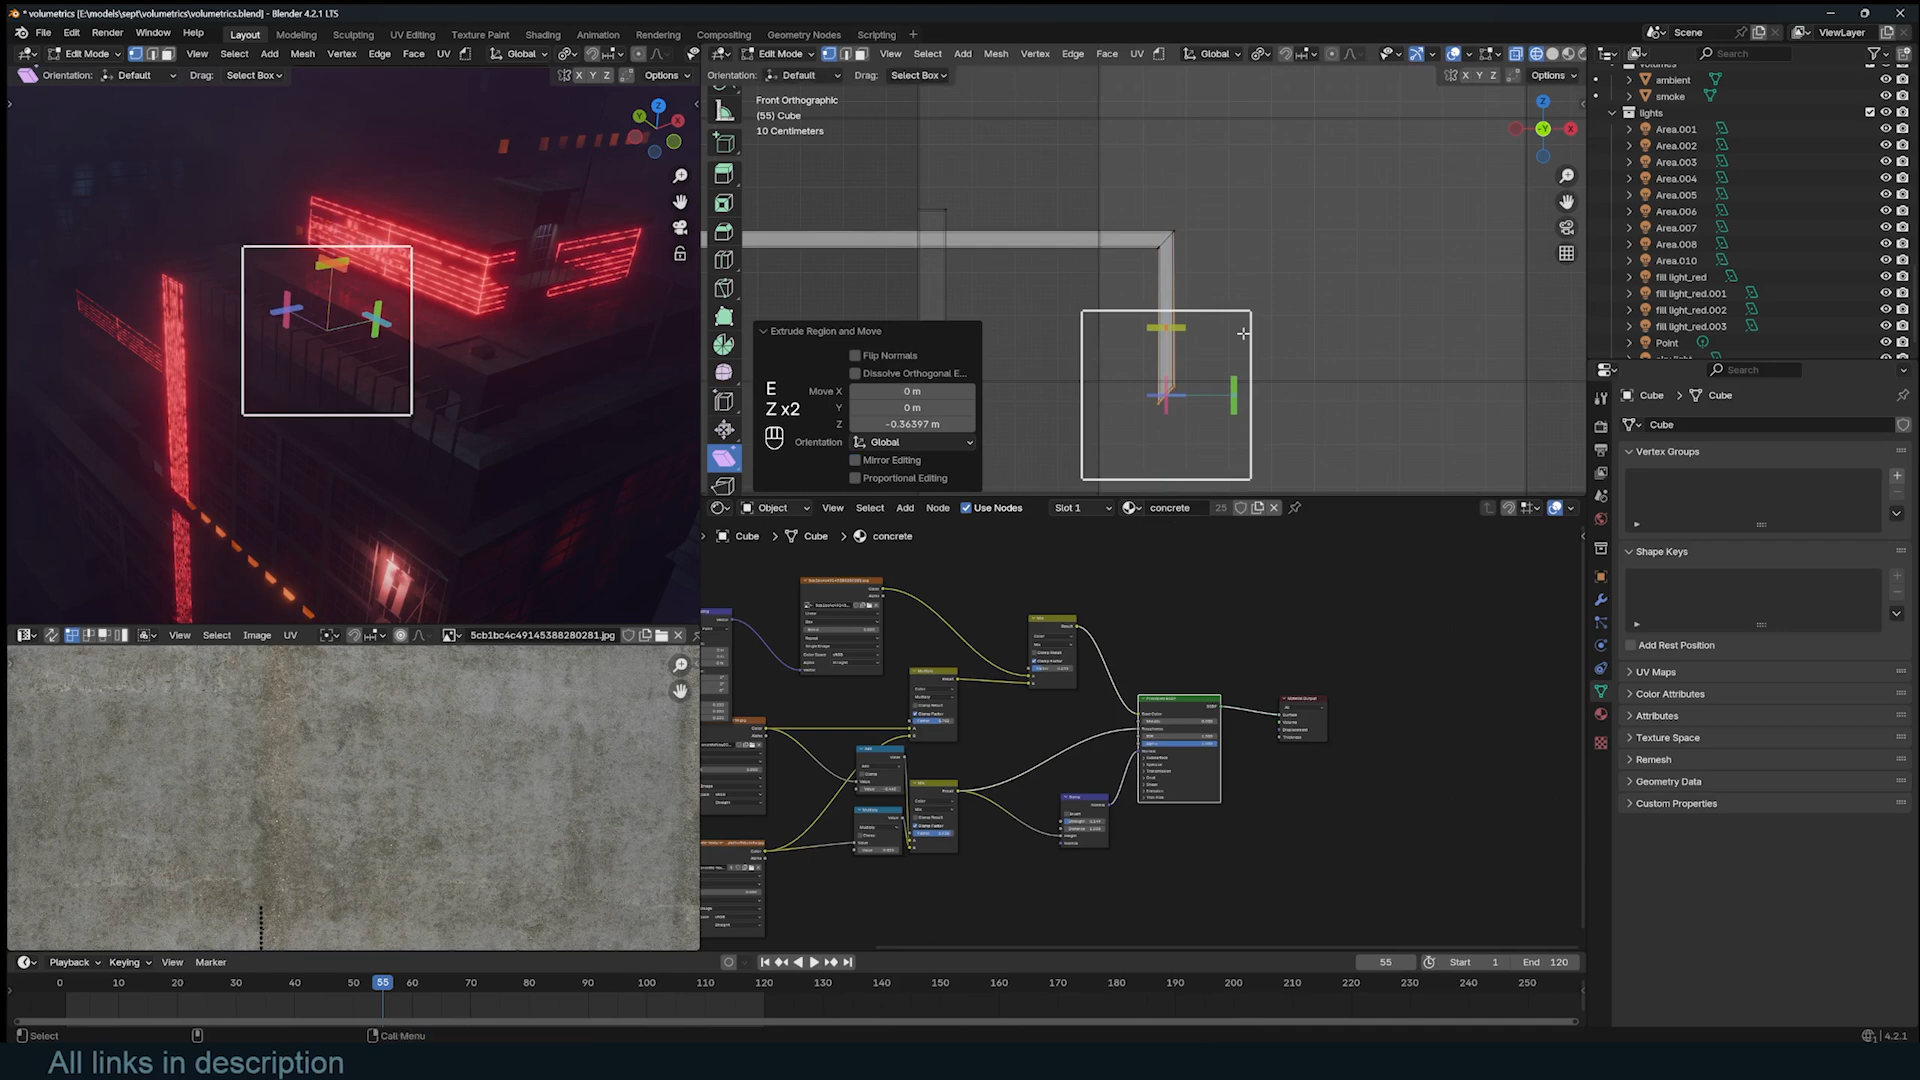 * volumetrics [E:\models\sept\volumetrics\volumetrics.blend] - Blender 4.2.1 LTS
File Edit Render Window Help Layout Modeling Sculpting UV Editing Texture Paint Shading Animation Rendering Compositing Geometry Nodes Scripting +
Scene
ViewLayer
Edit Mode View Select Add Mesh Vertex Edge Face UV Global
Orientation: Default Drag: Select Box X Y Z Options
Edit Mode View Select Add Mesh Vertex Edge Face UV Global
Orientation: Default Drag: Select Box X Y Z Options
Front Orthographic
(55) Cube
10 Centimeters
Extrude Region and Move
Flip Normals
Dissolve Orthogonal E...
Move X 0 m
Y 0 m
Z -0.36397 m
Orientation Global
Mirror Editing
Proportional Editing
E
Z x2
Search
volumes
ambient
smoke
lights
Area.001
Area.002
Area.003
Area.004
Area.005
Area.006
Area.007
Area.008
Area.010
fill light_red
fill light_red.001
fill light_red.002
fill light_red.003
Point
Search
Cube > Cube
Cube
Vertex Groups
Shape Keys
Add Rest Position
UV Maps
Color Attributes
Attributes
Texture Space
Remesh
Geometry Data
Custom Properties
Object View Select Add Node Use Nodes Slot 1 concrete 25
Cube > Cube > concrete
View Select Image UV 5cb1bc4c49145388280281.jpg
Playback Keying View Marker 55 Start 1 End 120
0 10 20 30 40 50 55 60 70 80 90 100 110 120 130 140 150 160 170 180 190 200 210 220 230 240 250
Select Call Menu 4.2.1
All links in description